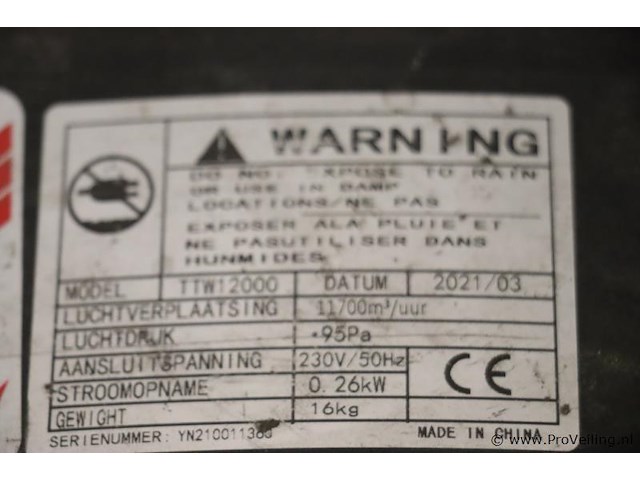 WARNING
DO NOT EXPOSE TO RAIN
OR USE IN DAMP
LOCATIONS/NE PAS
EXPOSER ALA PLUIE ET
NE PASUTILISER DANS
HUNMIDES
MODEL TTW12000 DATUM 2021/03
LUCHTVERPLAATSING 11700m³/uur
LUCHTDRUK 95Pa
AANSLUITSPANNING 230V/50Hz
STROOMOPNAME 0.26kW
GEWIGHT 16kg
CE
SERIENUMMER: MADE IN CHINA
© www.ProVeiling.nl